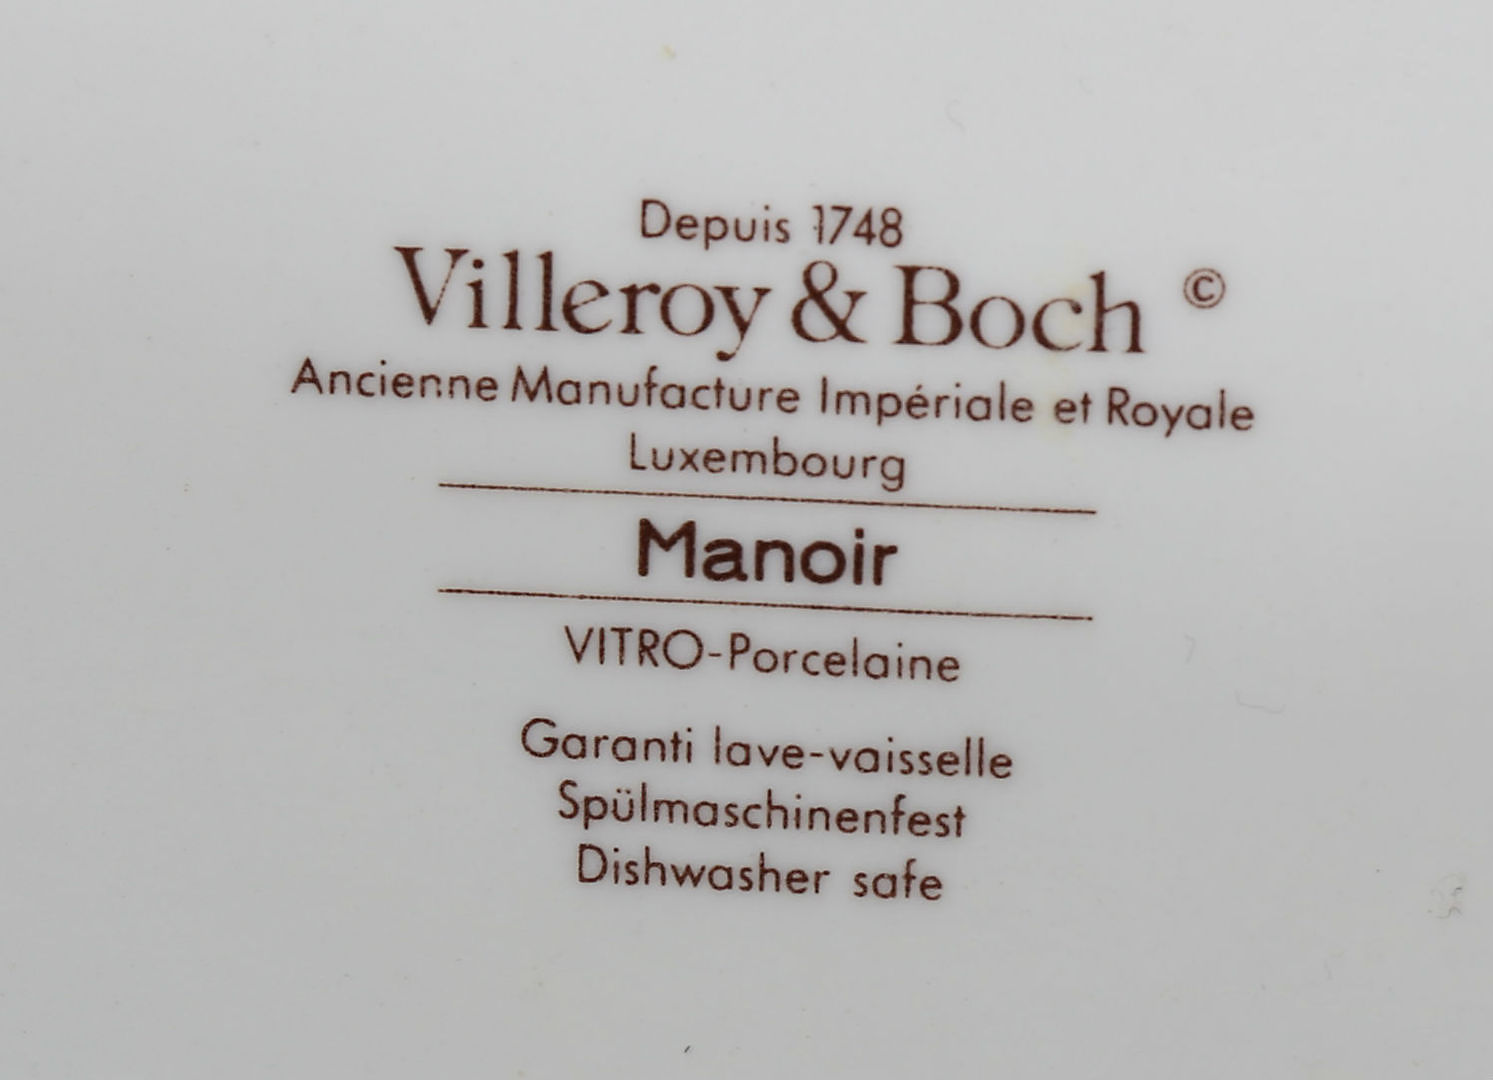 Depuis 1748
Villeroy & Boch ©
Ancienne Manufacture Impériale et Royale
Luxembourg
Manoir
VITRO-Porcelaine
Garanti lave-vaisselle
Spülmaschinenfest
Dishwasher safe